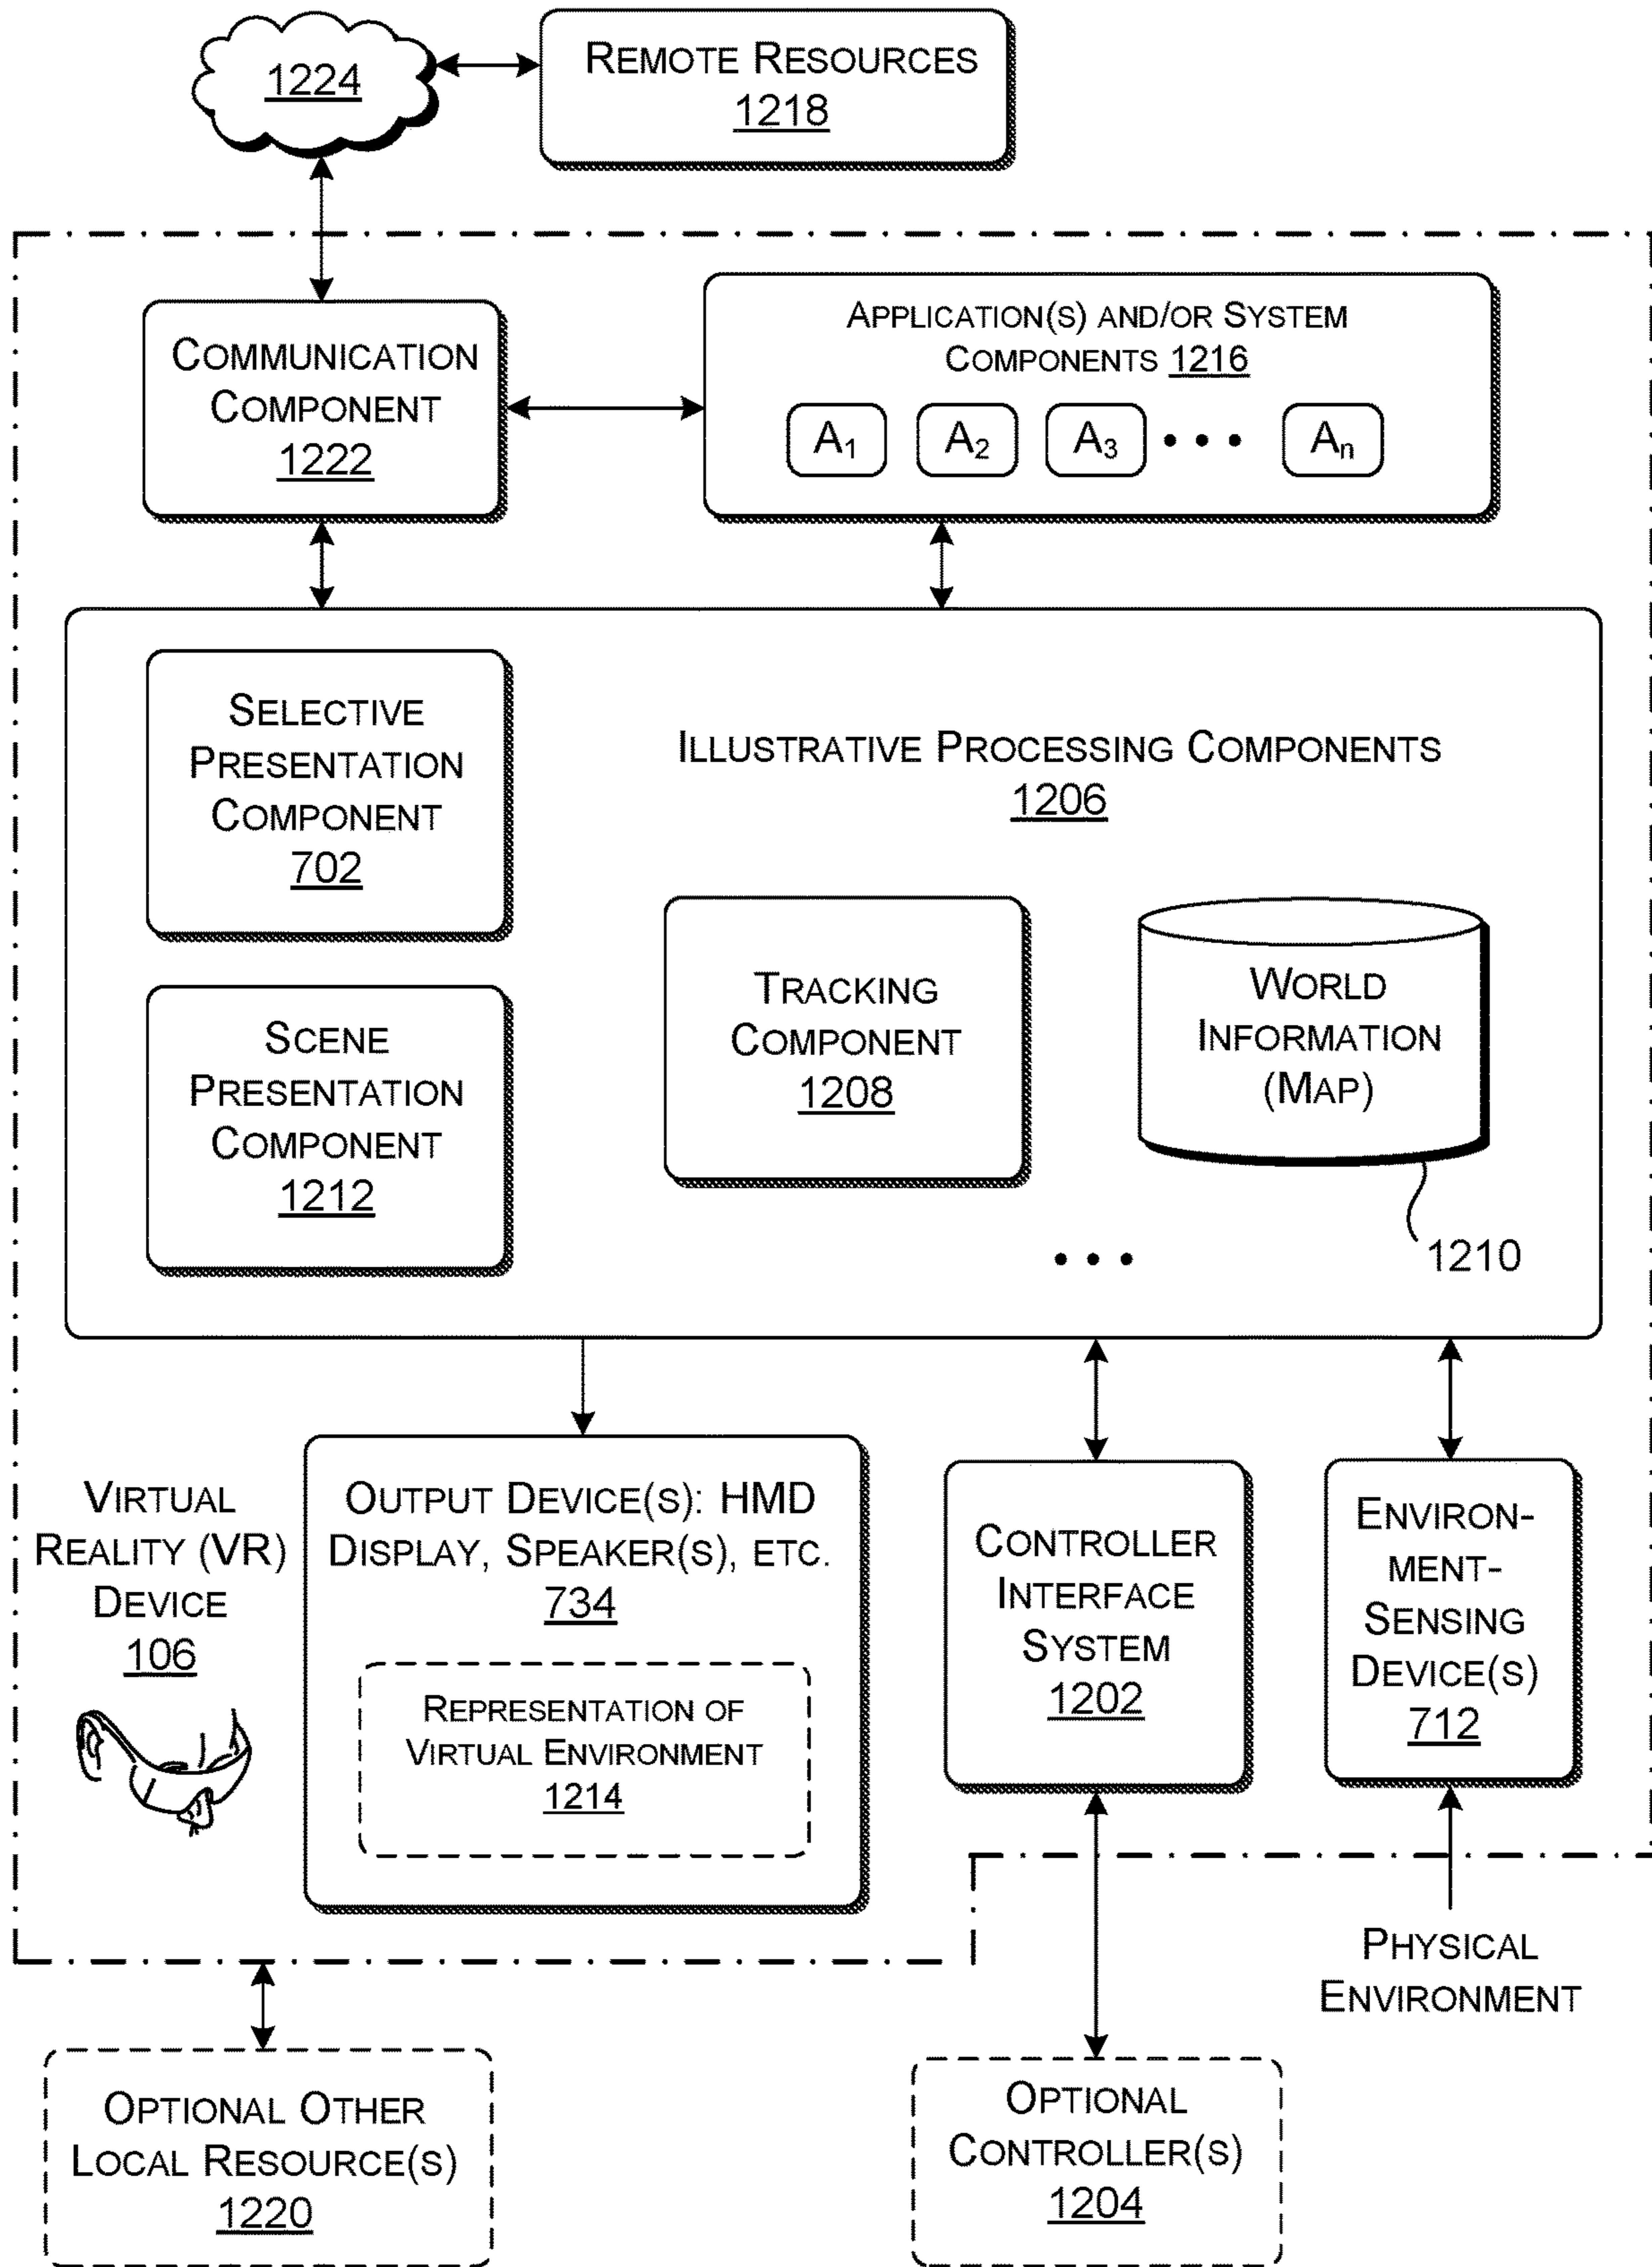 1224
REMOTE RESOURCES
1218
COMMUNICATION
COMPONENT
1222
APPLICATION(S) AND/OR SYSTEM
COMPONENTS 1216
A1 A2 A3 • • • An
SELECTIVE
PRESENTATION
COMPONENT
702
ILLUSTRATIVE PROCESSING COMPONENTS
1206
SCENE
PRESENTATION
COMPONENT
1212
TRACKING
COMPONENT
1208
WORLD
INFORMATION
(MAP)
1210
• • •
VIRTUAL
REALITY (VR)
DEVICE
106
OUTPUT DEVICE(S): HMD
DISPLAY, SPEAKER(S), ETC.
734
REPRESENTATION OF
VIRTUAL ENVIRONMENT
1214
CONTROLLER
INTERFACE
SYSTEM
1202
ENVIRON-
MENT-
SENSING
DEVICE(S)
712
PHYSICAL
ENVIRONMENT
OPTIONAL OTHER
LOCAL RESOURCE(S)
1220
OPTIONAL
CONTROLLER(S)
1204